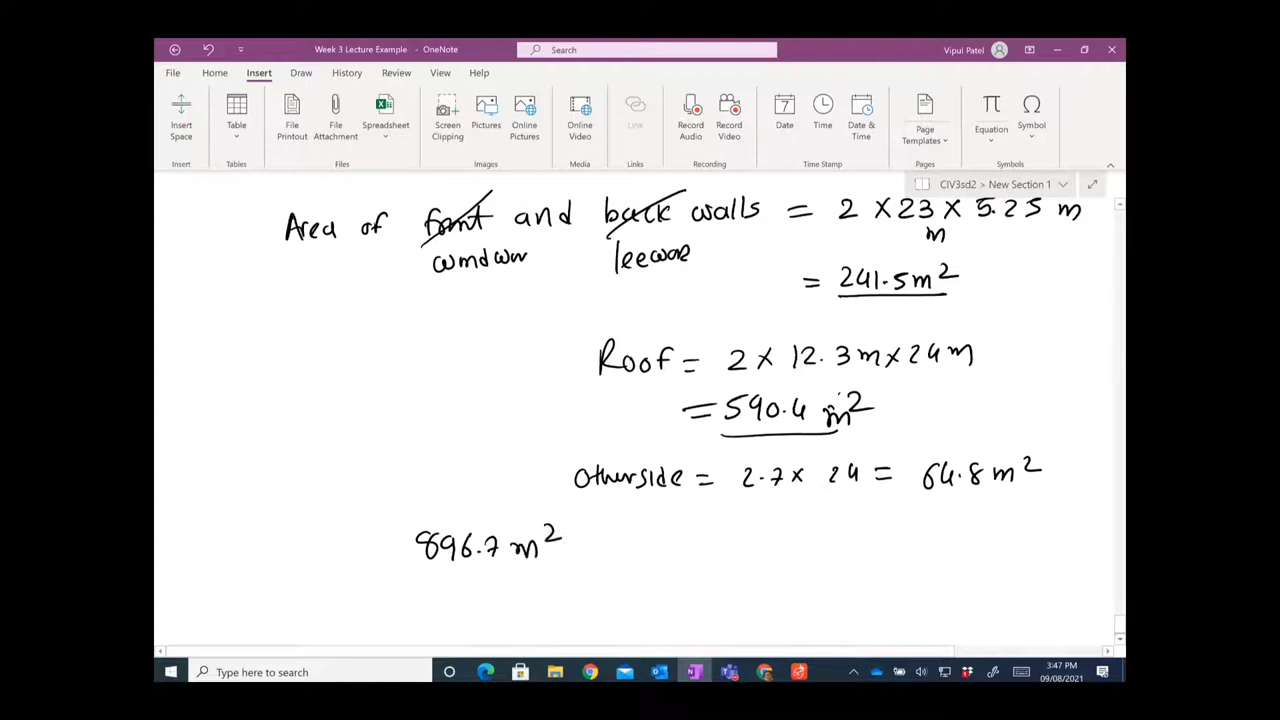 Week 3 Lecture Example - OneNote
Search
Vipul Patel
File Home Insert Draw History Review View Help
Insert Space
Table
File Printout
File Attachment
Spreadsheet
Screen Clipping
Pictures
Online Pictures
Online Video
Link
Record Audio
Record Video
Date
Time
Date & Time
Page Templates
Equation
Symbol
Insert Tables Files Images Media Links Recording Time Stamp Pages Symbols
CIV3sd2 > New Section 1
Area of front and back walls = 2 × 23 × 5.25 m
m
leeward
= 241.5 m²
Roof = 2 × 12.3 m × 24 m
= 590.4 m²
Otherside = 2.7 × 24 = 64.8 m²
896.7 m²
Type here to search
3:47 PM
09/08/2021